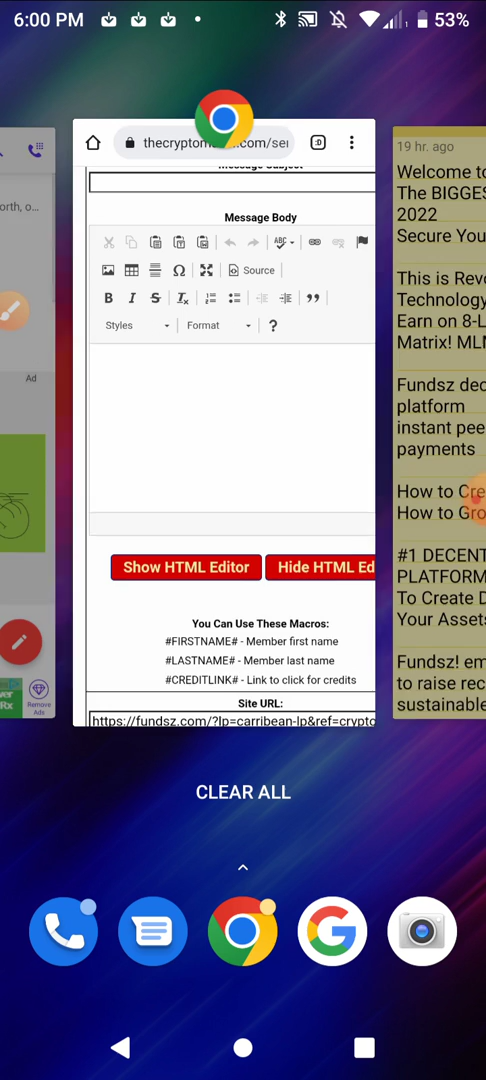 6:00 PM
53%
orth, o...
Ad
Remove
Ads
Rx
Message Subject
Message Body
ABC
Source
B I S
Styles
Format
?
Show HTML Editor
Hide HTML Ed
You Can Use These Macros:
#FIRSTNAME# - Member first name
#LASTNAME# - Member last name
#CREDITLINK# - Link to click for credits
Site URL:
https://fundsz.com/?lp=carribean-lp&ref=crypto
19 hr. ago
Welcome to
The BIGGES
2022
Secure You
This is Revo
Technology
Earn on 8-L
Matrix! MLM
Fundsz dec
platform
instant pee
payments
How to Cre
How to Gro
#1 DECENT
PLATFORM
To Create D
Your Assets
Fundsz! em
to raise rec
sustainable
CLEAR ALL